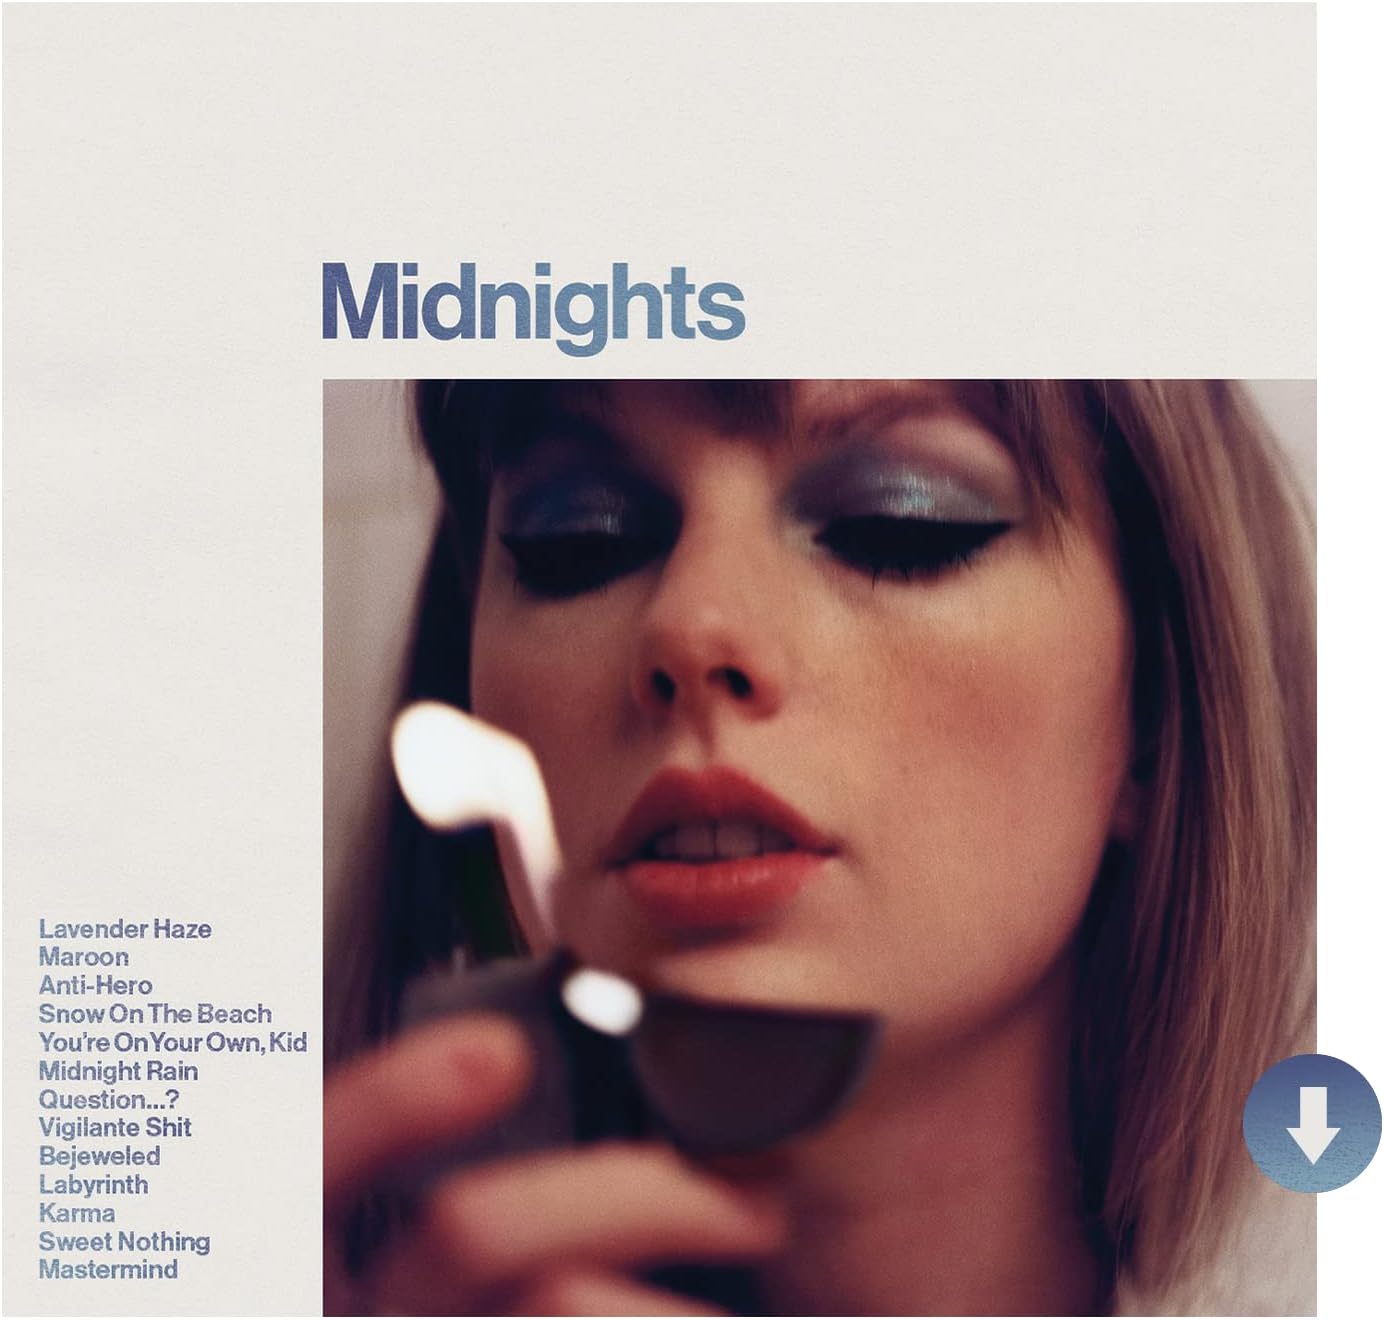 Midnights
Lavender Haze
Maroon
Anti-Hero
Snow On The Beach
You're On Your Own, Kid
Midnight Rain
Question...?
Vigilante Shit
Bejeweled
Labyrinth
Karma
Sweet Nothing
Mastermind